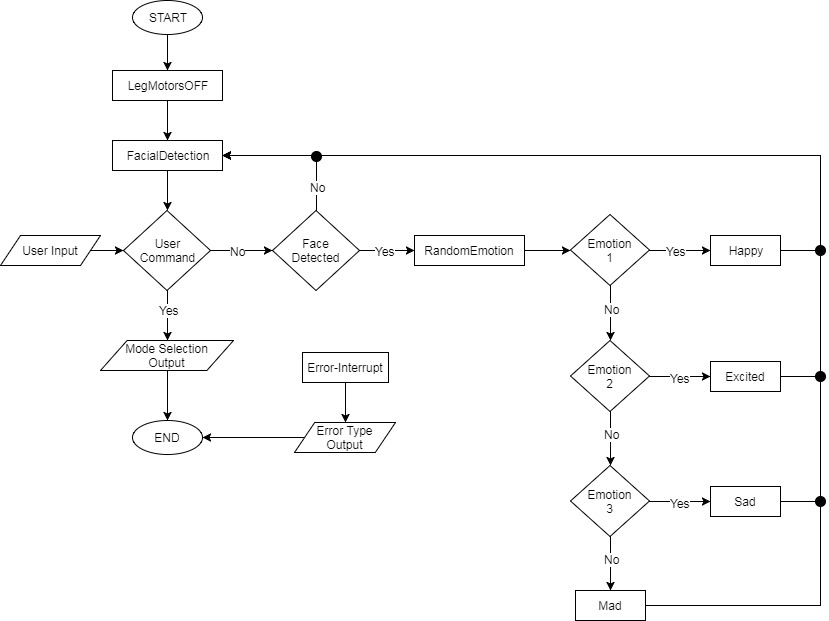 START
LegMotorsOFF
FacialDetection
No
User Input
User
Command
No
Face
Detected
Yes
RandomEmotion
Emotion
1
Yes
Happy
Yes
No
Mode Selection
Output
Error-Interrupt
Emotion
2
Yes
Excited
END
Error Type
Output
No
Emotion
3
Yes
Sad
No
Mad